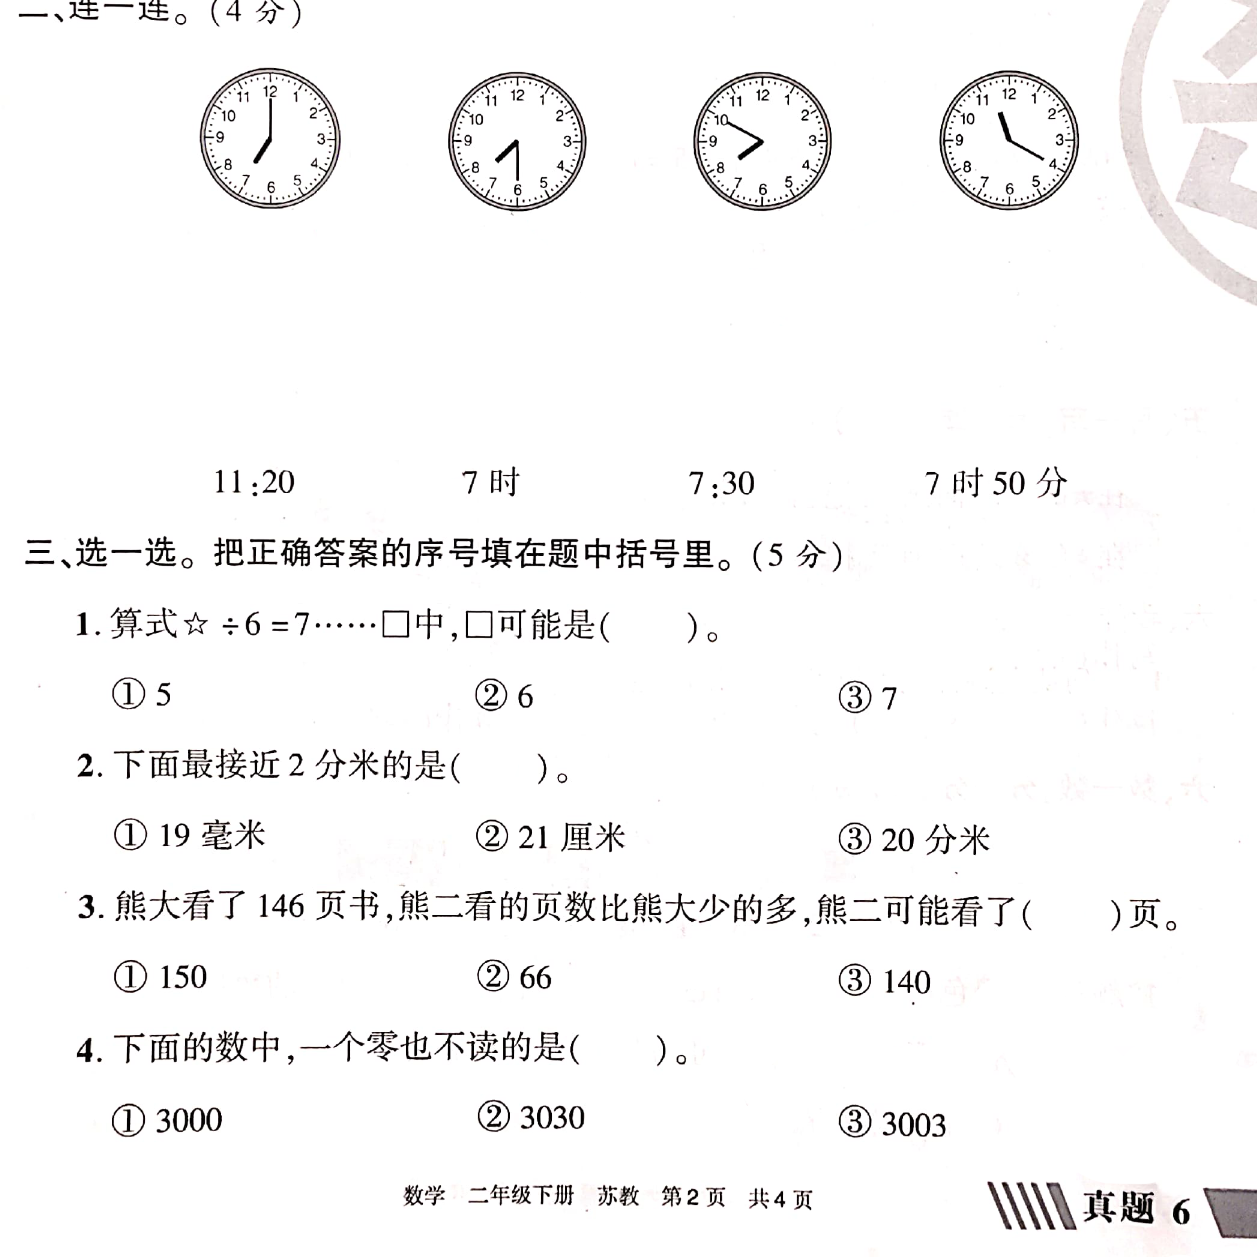 二、连一连。(4 分)
11:20 7 时 7:30 7 时 50 分
三、选一选。把正确答案的序号填在题中括号里。(5 分)
1. 算式☆÷6=7……□中,□可能是( )。
① 5 ② 6 ③ 7
2. 下面最接近 2 分米的是( )。
① 19 毫米 ② 21 厘米 ③ 20 分米
3. 熊大看了 146 页书,熊二看的页数比熊大少的多,熊二可能看了( )页。
① 150 ② 66 ③ 140
4. 下面的数中,一个零也不读的是( )。
① 3000 ② 3030 ③ 3003
数学 二年级下册 苏教 第 2 页 共 4 页
真题 6